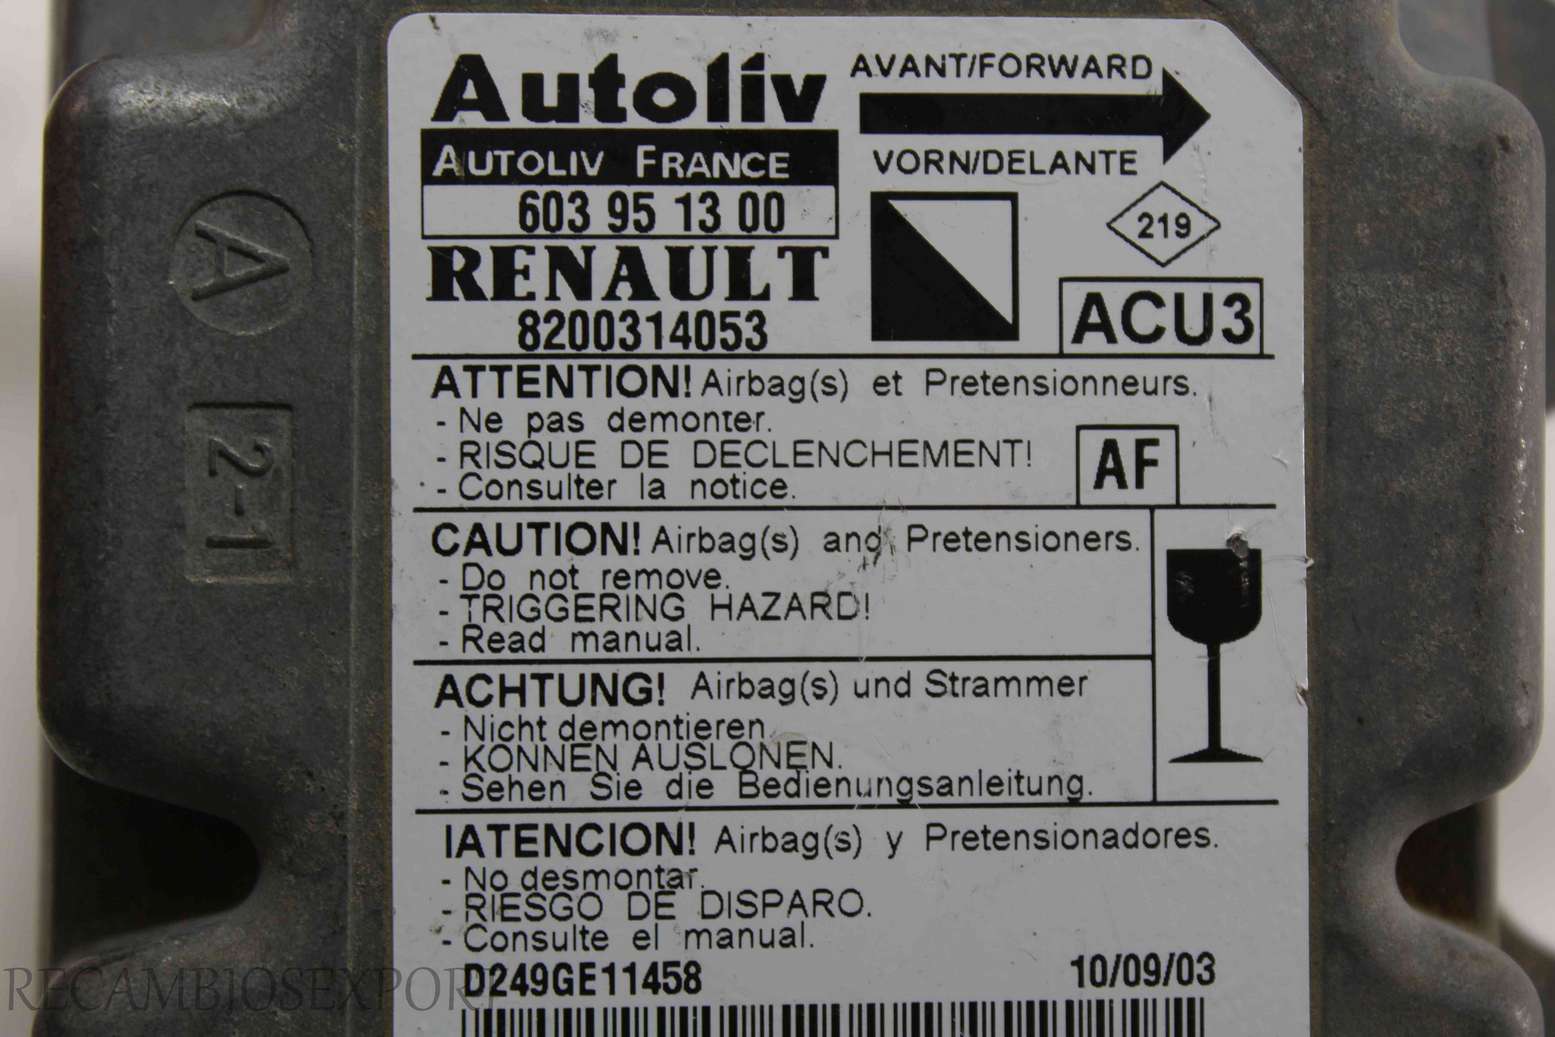 Autoliv
AUTOLIV FRANCE
603 95 13 00
RENAULT
8200314053
AVANT/FORWARD
VORN/DELANTE
219
ACU3
ATTENTION! Airbag(s) et Pretensionneurs.
- Ne pas demonter.
- RISQUE DE DECLENCHEMENT!
- Consulter la notice.
AF
CAUTION! Airbag(s) and Pretensioners.
- Do not remove.
- TRIGGERING HAZARD!
- Read manual.
ACHTUNG! Airbag(s) und Strammer
- Nicht demontieren.
- KONNEN AUSLONEN.
- Sehen Sie die Bedienungsanleitung.
IATENCION! Airbag(s) y Pretensionadores.
- No desmontar.
- RIESGO DE DISPARO.
- Consulte el manual.
D249GE11458
10/09/03
A
2-1
RECAMBIOSEXPORT